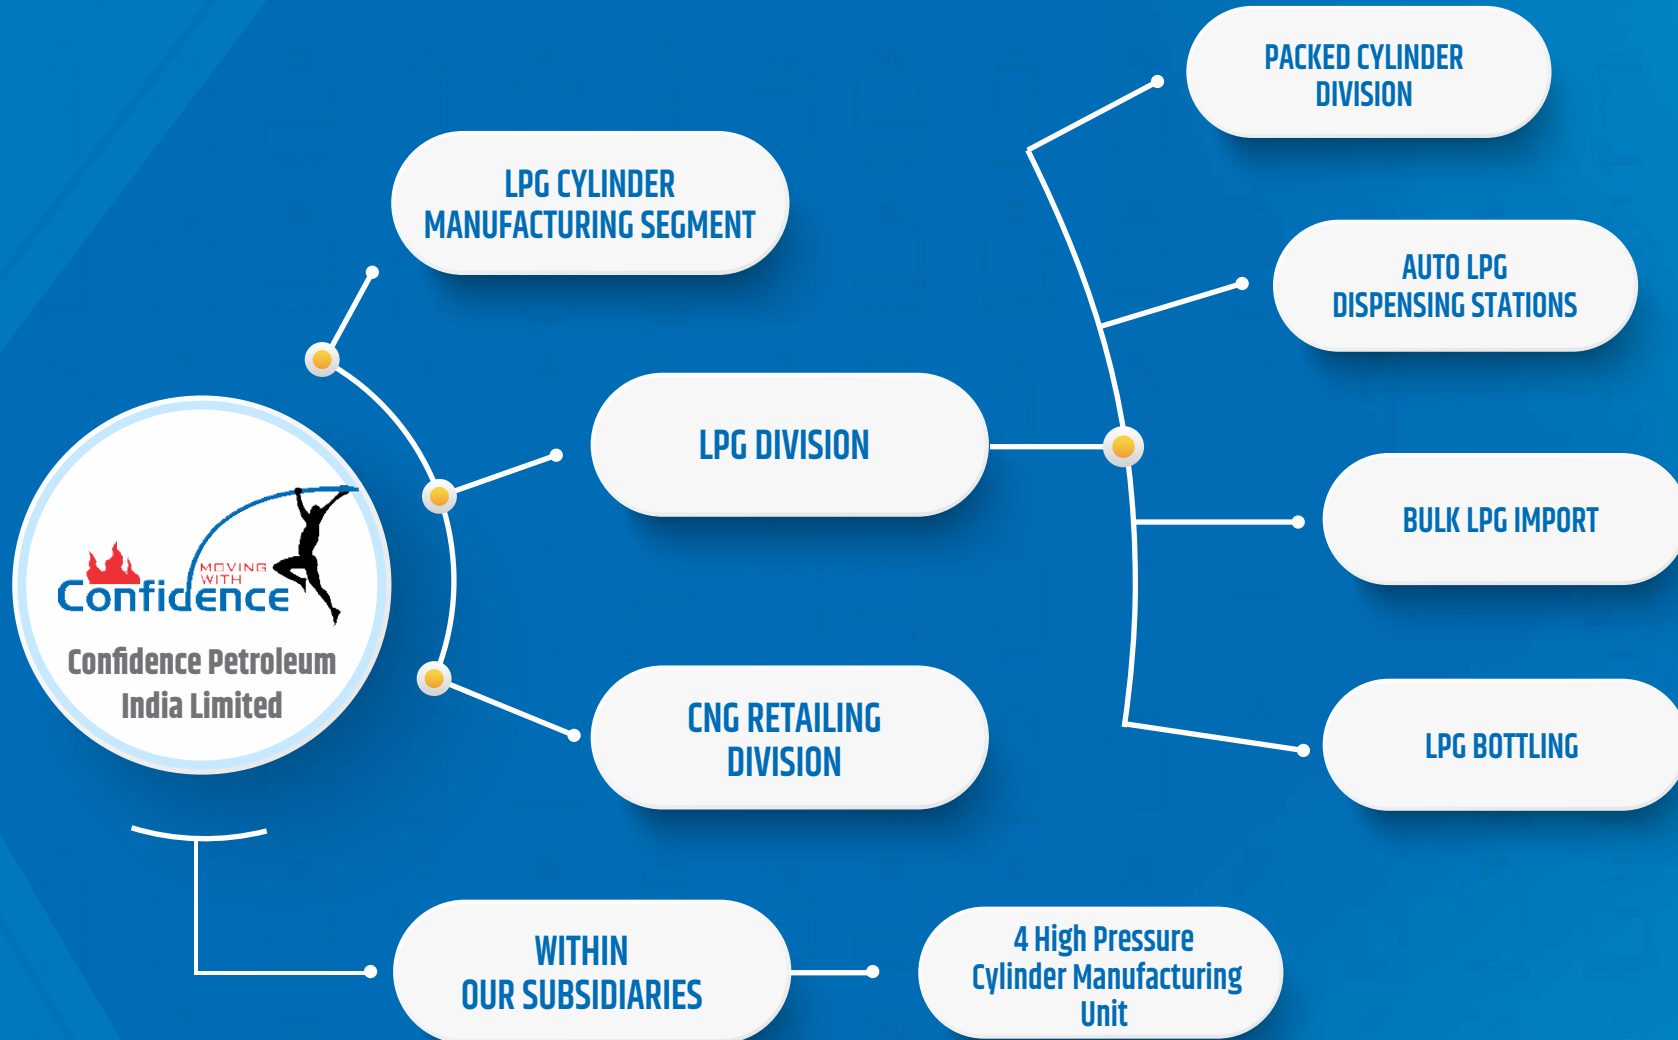 PACKED CYLINDER
DIVISION
LPG CYLINDER
MANUFACTURING SEGMENT
AUTO LPG
DISPENSING STATIONS
LPG DIVISION
BULK LPG IMPORT
MOVING
WITH
Confidence
Confidence Petroleum
India Limited
CNG RETAILING
DIVISION
LPG BOTTLING
WITHIN
OUR SUBSIDIARIES
4 High Pressure
Cylinder Manufacturing
Unit